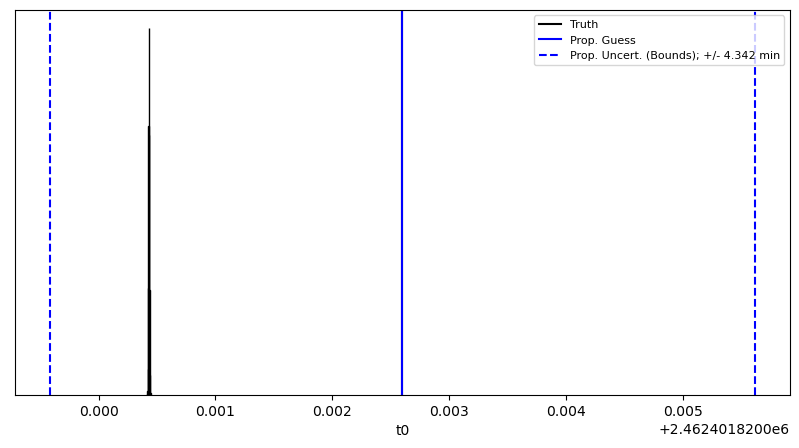 Truth
Prop. Guess
Prop. Uncert. (Bounds); +/- 4.342 min
0.000 0.001 0.002 0.003 0.004 0.005
t0
+2.4624018200e6